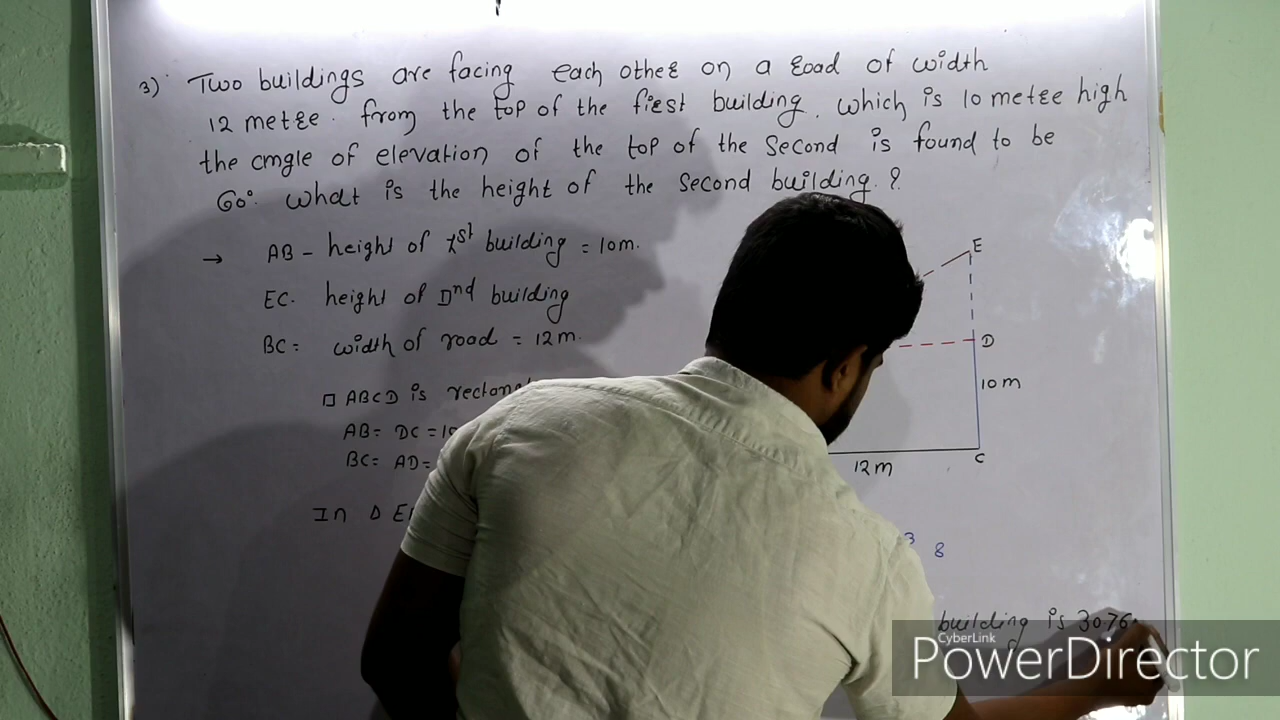 3) Two buildings are facing each other on a road of width
12 metre. from the top of the first building. which is 10 metre high
the angle of elevation of the top of the second is found to be
60°. what is the height of the second building. ?
→ AB - height of Ist building = 10m.
EC. height of IInd building
BC = width of road = 12m.
□ ABCD is
AB = DC =
BC = AD =
In Δ
E
D
10 m
12 m
C
3 8
building is 30.76
CyberLink
PowerDirector